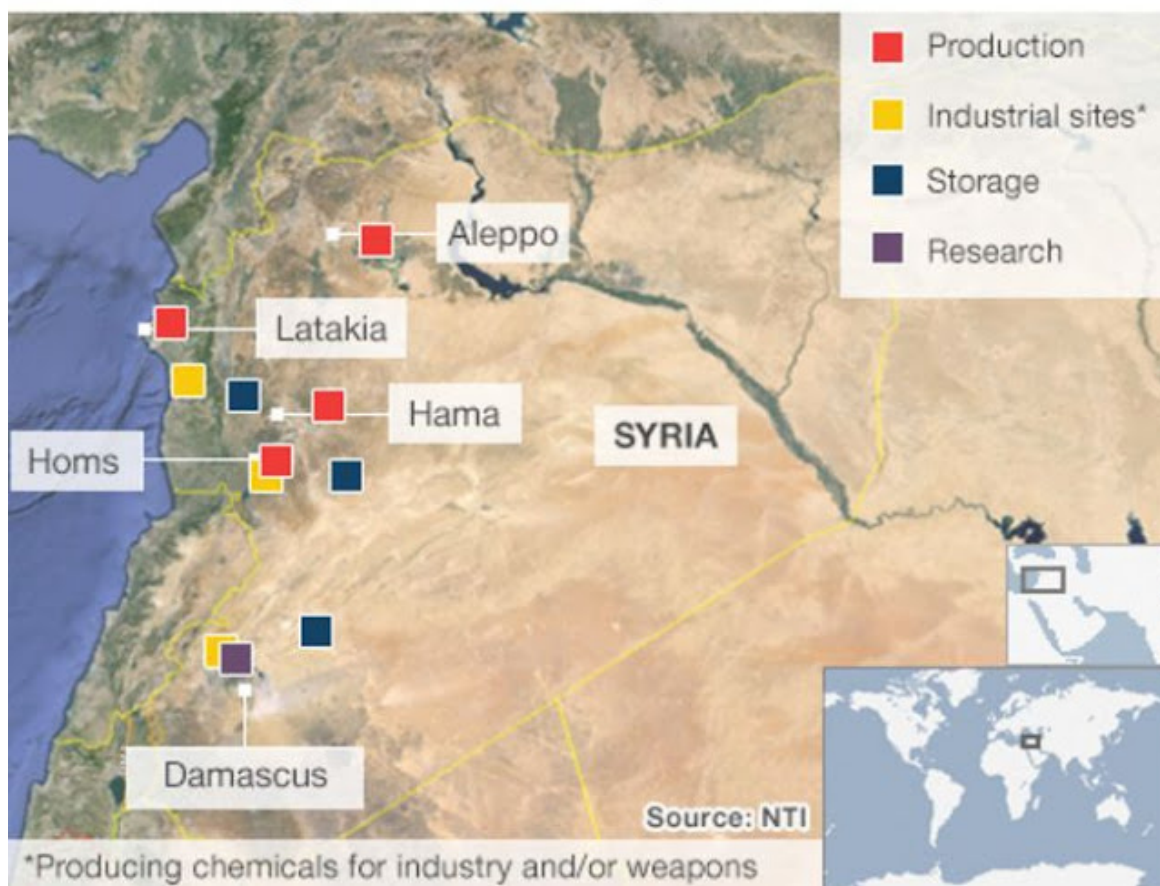 Production
Industrial sites*
Storage
Research
Aleppo
Latakia
Hama
SYRIA
Homs
Damascus
Source: NTI
*Producing chemicals for industry and/or weapons